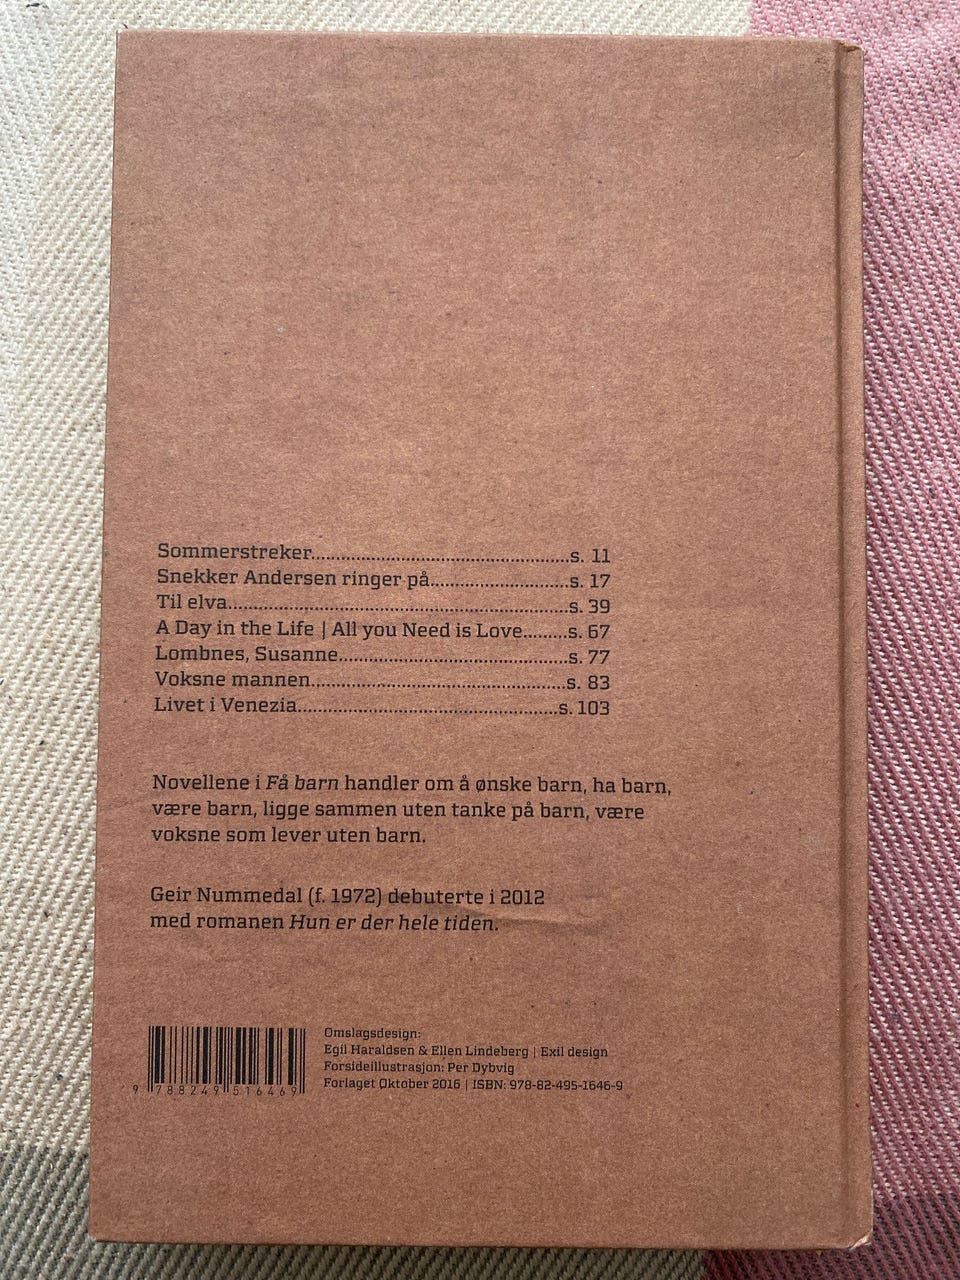 Sommerstreker..........................................s. 11
Snekker Andersen ringer på.......................s. 17
Til elva.........................................................s. 39
A Day in the Life | All you Need is Love........s. 67
Lombnes, Susanne......................................s. 77
Voksne mannen..........................................s. 83
Livet i Venezia...........................................s. 103
Novellene i Få barn handler om å ønske barn, ha barn,
være barn, ligge sammen uten tanke på barn, være
voksne som lever uten barn.
Geir Nummedal (f. 1972) debuterte i 2012
med romanen Hun er der hele tiden.
Omslagsdesign:
Egil Haraldsen & Ellen Lindeberg | Exil design
Forsideillustrasjon: Per Dybvig
Forlaget Oktober 2016 | ISBN: 978-82-495-1646-9
9 788249 516469